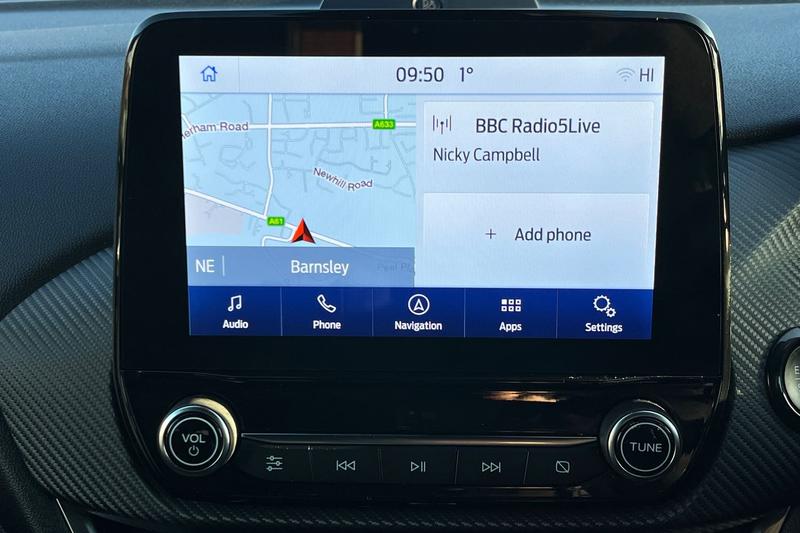 09:50 1°
HI
erham Road
A633
BBC Radio5Live
Nicky Campbell
Newhill Road
A61
+ Add phone
NE
Barnsley
Audio
Phone
Navigation
Apps
Settings
VOL
TUNE